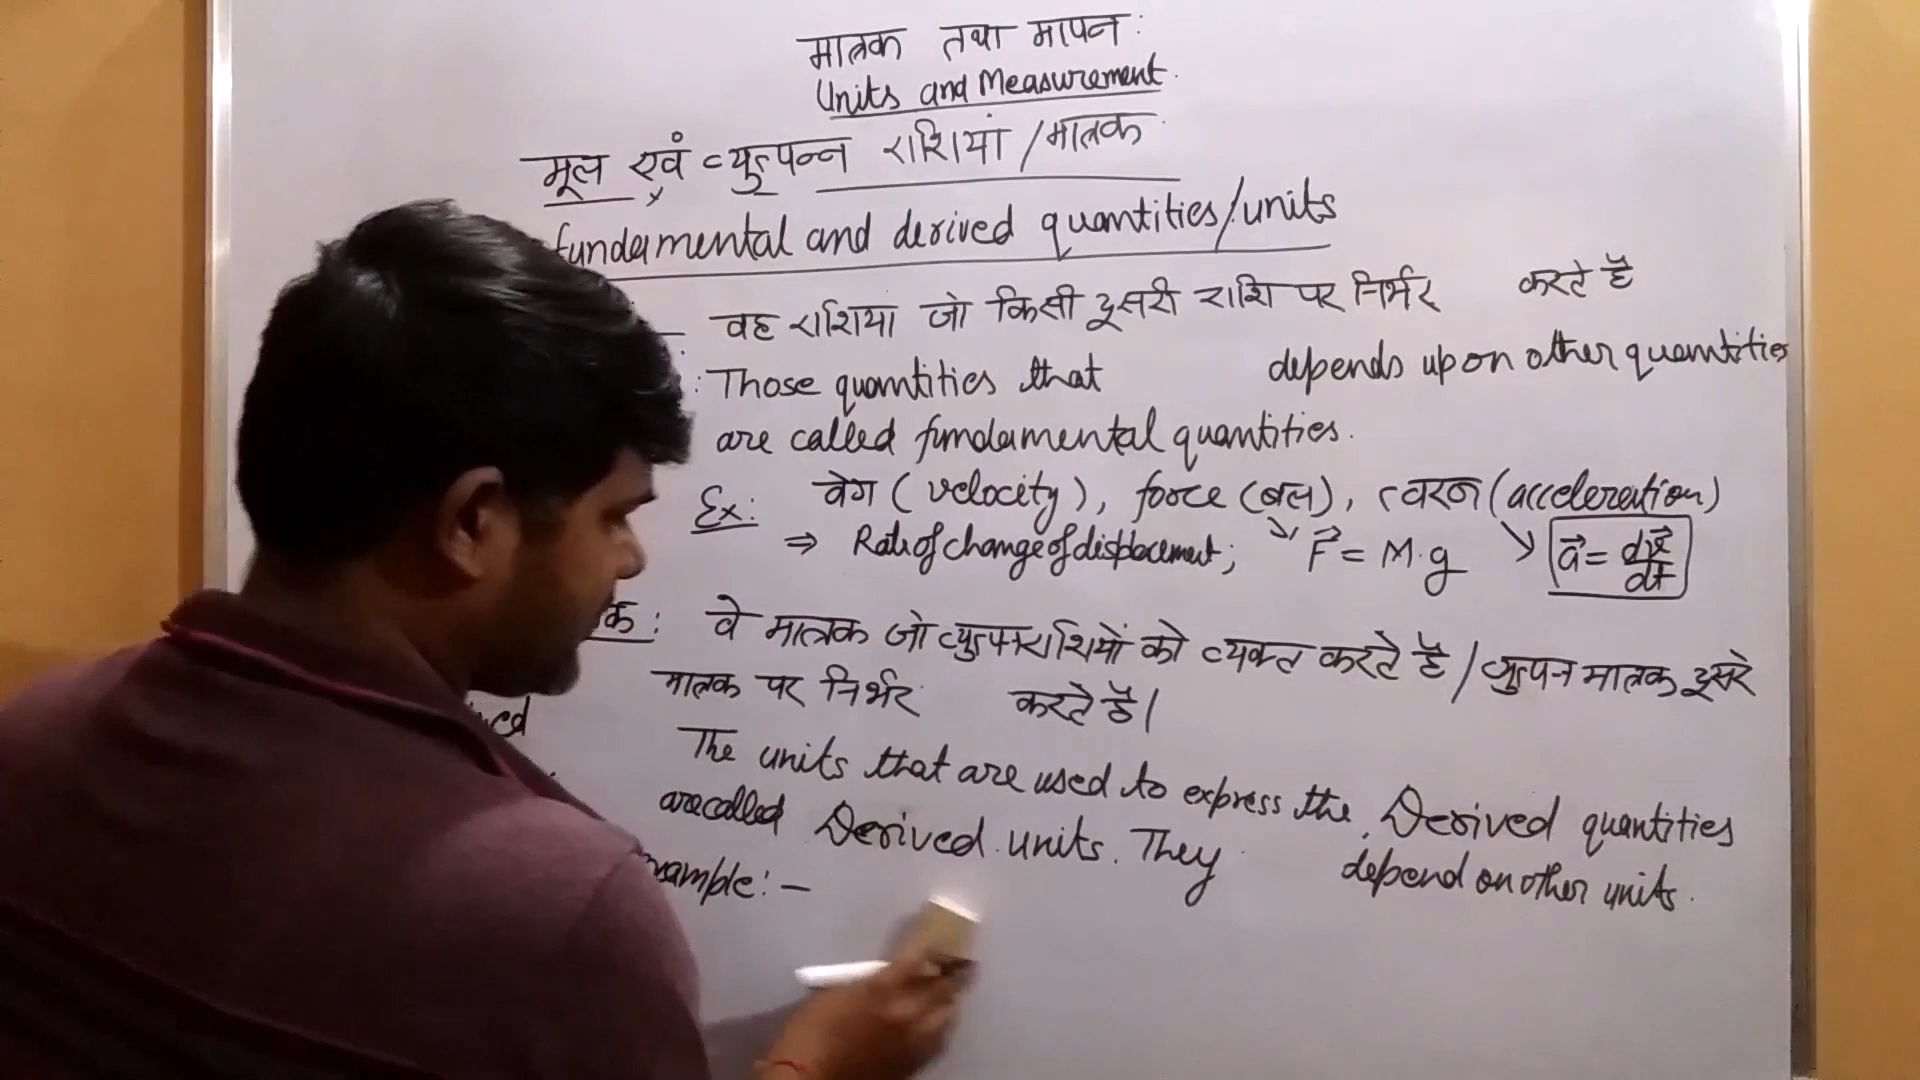 मात्रक तथा मापन :
Units and Measurement.
मूल एवं व्युत्पन्न राशियां / मात्रक
fundamental and derived quantities/units
— वह राशिया जो किसी दूसरी राशि पर निर्भर करते है
: Those quantities that depends upon other quantities
are called fundamental quantities.
Ex: वेग (velocity), force (बल), त्वरन (acceleration)
⇒ Rate of change of displacement; F⃗ = M·g a⃗ = dv⃗/dt
क : वे मात्रक जो व्युत्पन्न राशियों को व्यक्त करते है / व्युत्पन मात्रक दूसरे
मात्रक पर निर्भर करते है।
The units that are used to express the Derived quantities
are called Derived units. They depend on other units.
xample: –